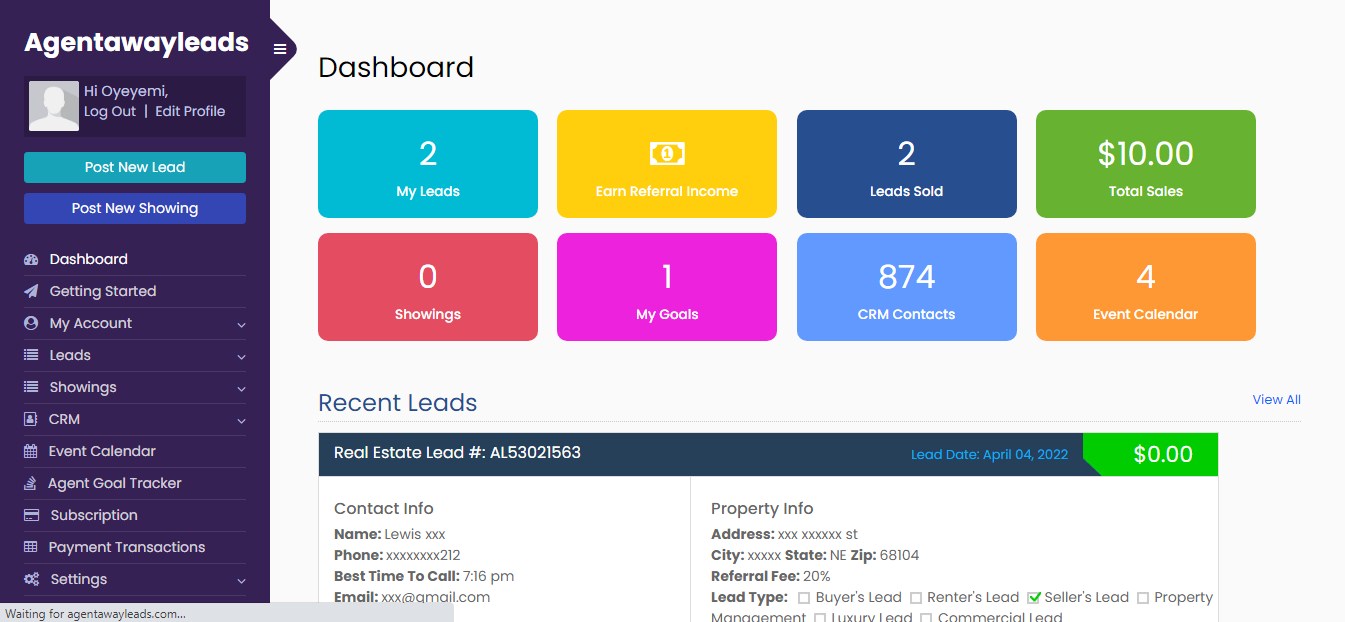 Agentawayleads
Hi Oyeyemi,
Log Out | Edit Profile
Post New Lead
Post New Showing
Dashboard
Getting Started
My Account
Leads
Showings
CRM
Event Calendar
Agent Goal Tracker
Subscription
Payment Transactions
Settings
Waiting for agentawayleads.com...
Dashboard
2
My Leads
1
Earn Referral Income
2
Leads Sold
$10.00
Total Sales
0
Showings
1
My Goals
874
CRM Contacts
4
Event Calendar
Recent Leads
View All
Real Estate Lead #: AL53021563
Lead Date: April 04, 2022
$0.00
Contact Info
Name: Lewis xxx
Phone: xxxxxxxx212
Best Time To Call: 7:16 pm
Email: xxx@gmail.com
Property Info
Address: xxx xxxxxx st
City: xxxxx State: NE Zip: 68104
Referral Fee: 20%
Lead Type: Buyer's Lead Renter's Lead Seller's Lead Property
Management Luxury Lead Commercial Lead